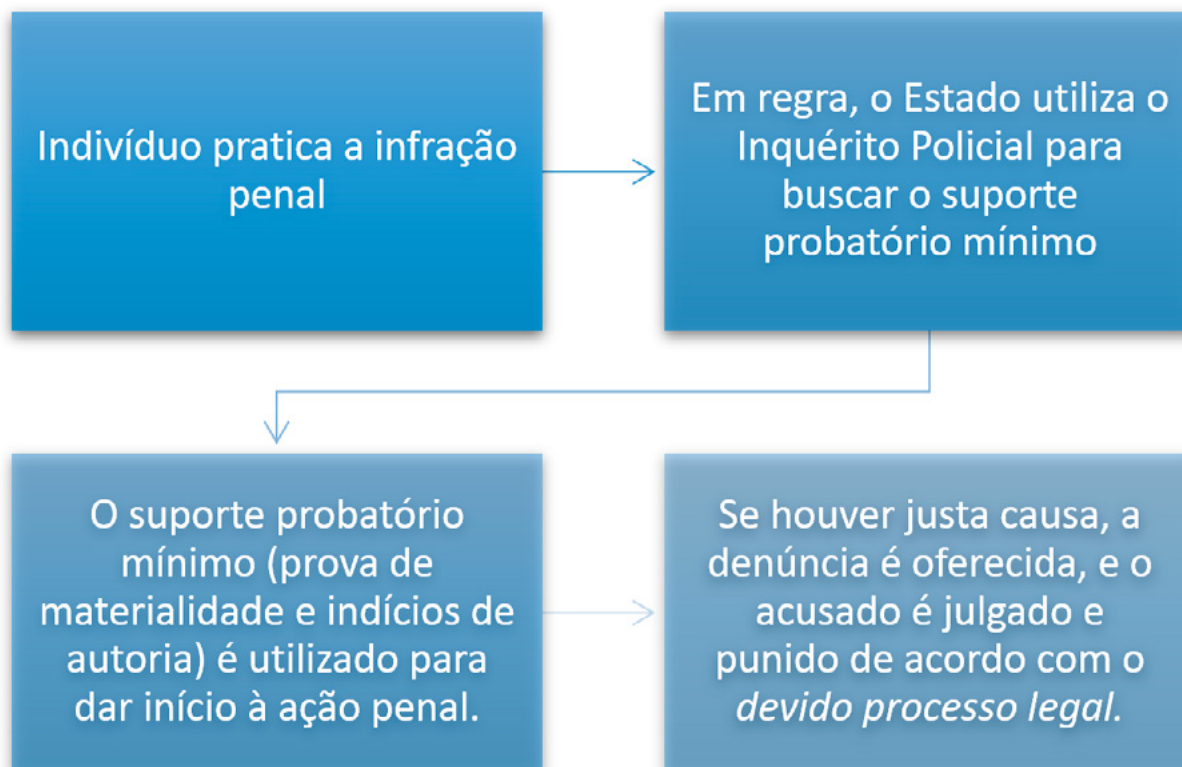 Indivíduo pratica a infração
penal
Em regra, o Estado utiliza o
Inquérito Policial para
buscar o suporte
probatório mínimo
O suporte probatório
mínimo (prova de
materialidade e indícios de
autoria) é utilizado para
dar início à ação penal.
Se houver justa causa, a
denúncia é oferecida, e o
acusado é julgado e
punido de acordo com o
devido processo legal.